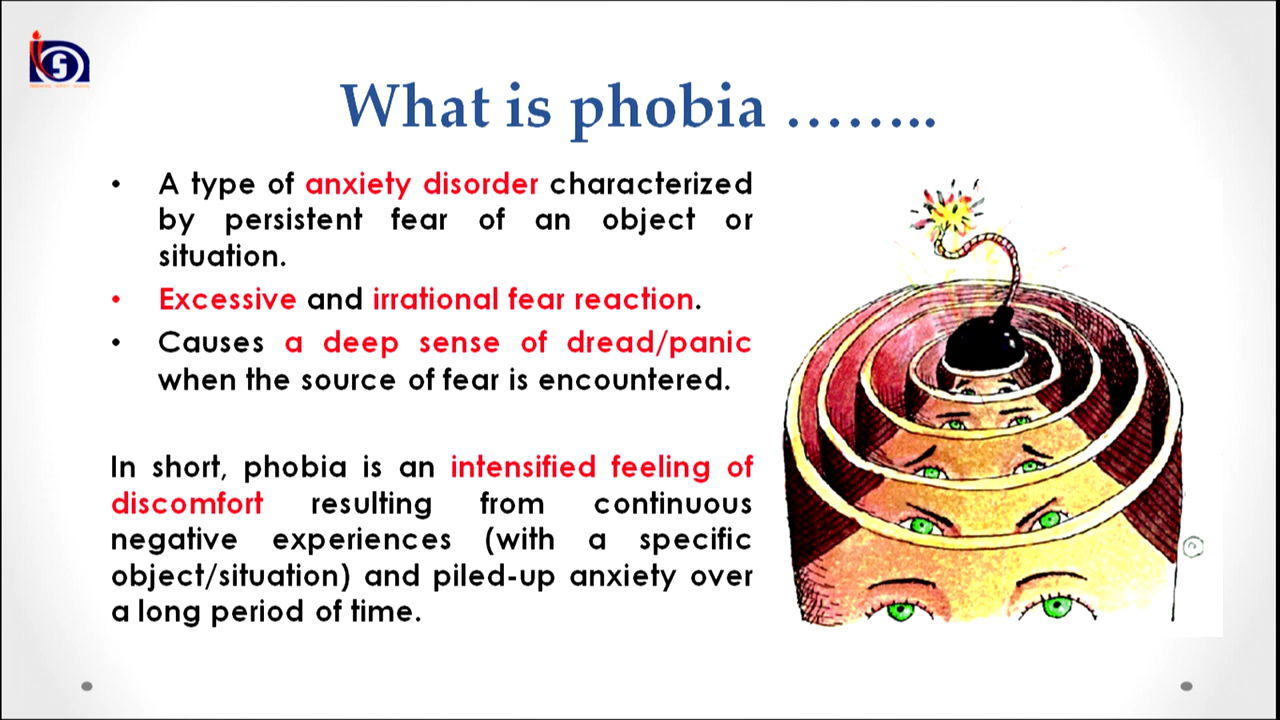 What is phobia ……..
• A type of anxiety disorder characterized
by persistent fear of an object or
situation.
• Excessive and irrational fear reaction.
• Causes a deep sense of dread/panic
when the source of fear is encountered.
In short, phobia is an intensified feeling of
discomfort resulting from continuous
negative experiences (with a specific
object/situation) and piled-up anxiety over
a long period of time.